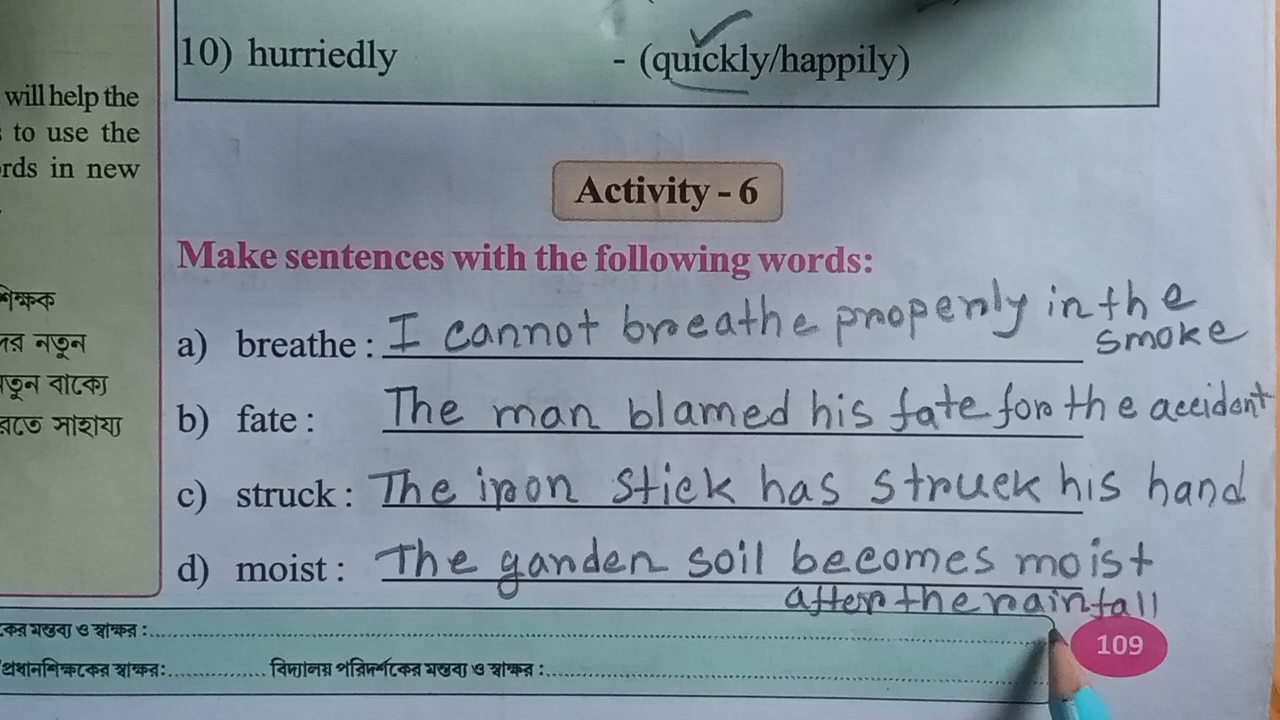 10) hurriedly - (quickly/happily)
will help the
to use the
rds in new
Activity - 6
Make sentences with the following words:
শিক্ষক
নতুন
বাক্যে
সাহায্য
a) breathe : I cannot breathe properly in the
smoke
b) fate : The man blamed his fate for the accident
c) struck : The iron stick has struck his hand
d) moist : The garden soil becomes moist
after the rainfall
মন্তব্য ও স্বাক্ষর :
প্রধানশিক্ষকের স্বাক্ষর: বিদ্যালয় পরিদর্শকের মন্তব্য ও স্বাক্ষর :
109